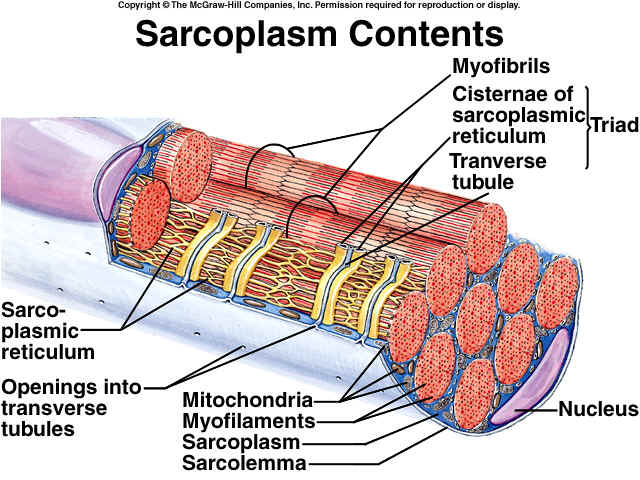 Copyright © The McGraw-Hill Companies, Inc. Permission required for reproduction or display.
Sarcoplasm Contents
Myofibrils
Cisternae of
sarcoplasmic
reticulum
Triad
Tranverse
tubule
Sarco-
plasmic
reticulum
Openings into
transverse
tubules
Mitochondria
Myofilaments
Sarcoplasm
Sarcolemma
Nucleus